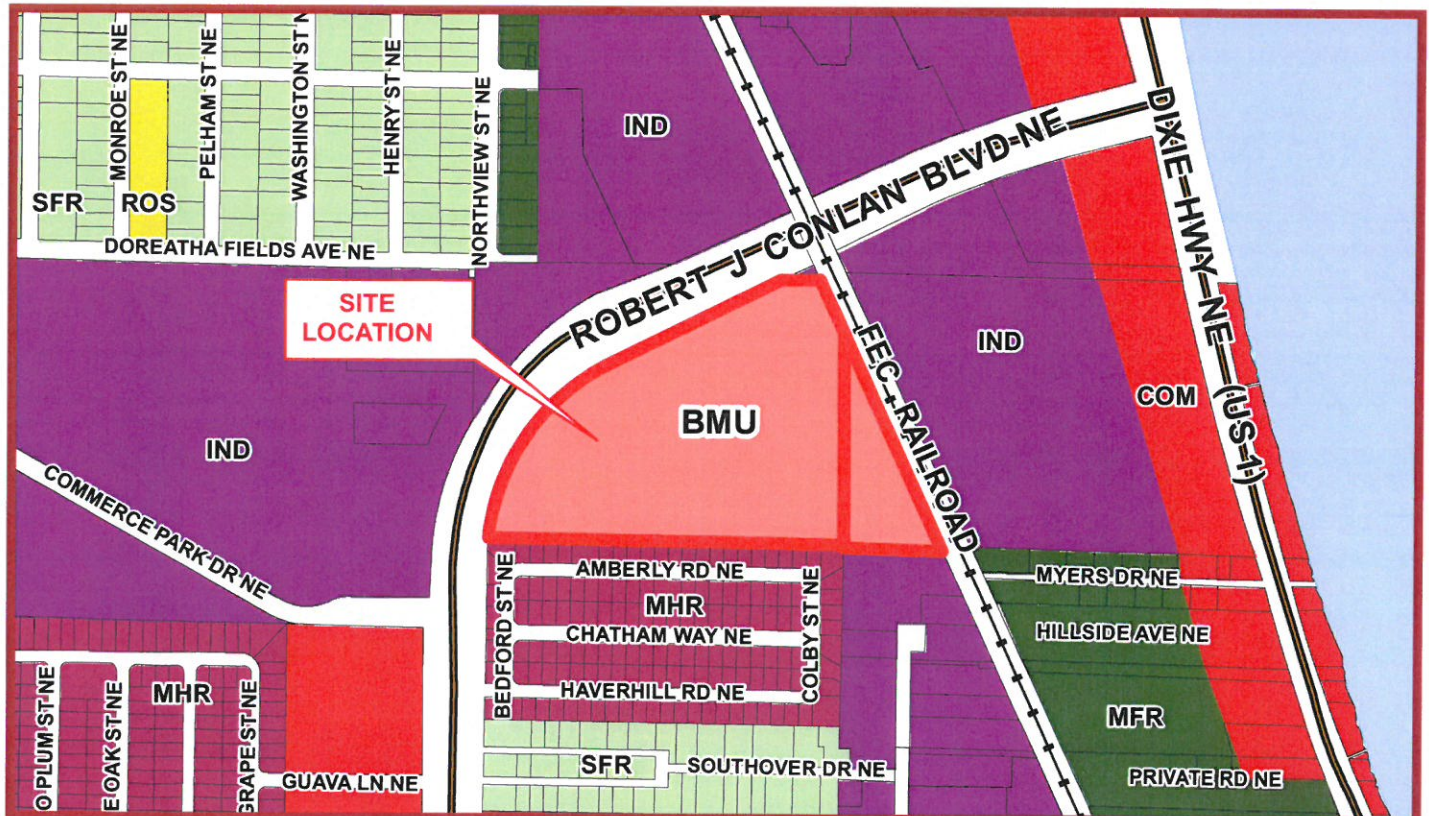 MONROE ST NE
PELHAM ST NE
WASHINGTON ST N
HENRY ST NE
NORTHVIEW ST NE
SFR
ROS
DOREATHA FIELDS AVE NE
IND
ROBERT J CONLAN BLVD NE
DIXIE HWY NE (US 1)
SITE
LOCATION
FEC RAILROAD
IND
COM
BMU
IND
COMMERCE PARK DR NE
BEDFORD ST NE
AMBERLY RD NE
MHR
CHATHAM WAY NE
HAVERHILL RD NE
COLBY ST NE
MYERS DR NE
HILLSIDE AVE NE
MFR
PRIVATE RD NE
O PLUM ST NE
E OAK ST NE
MHR
GRAPE ST NE
GUAVA LN NE
SFR
SOUTHOVER DR NE